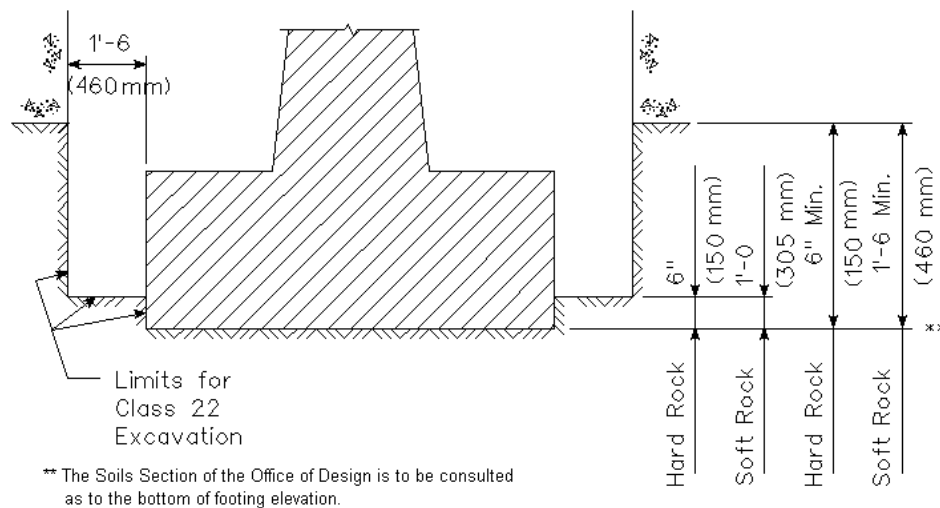 1'-6
(460 mm)
6"
(150 mm)
1'-0
(305 mm)
6" Min.
(150 mm)
1'-6 Min.
(460 mm)
**
Hard Rock
Soft Rock
Hard Rock
Soft Rock
Limits for
Class 22
Excavation
** The Soils Section of the Office of Design is to be consulted
as to the bottom of footing elevation.